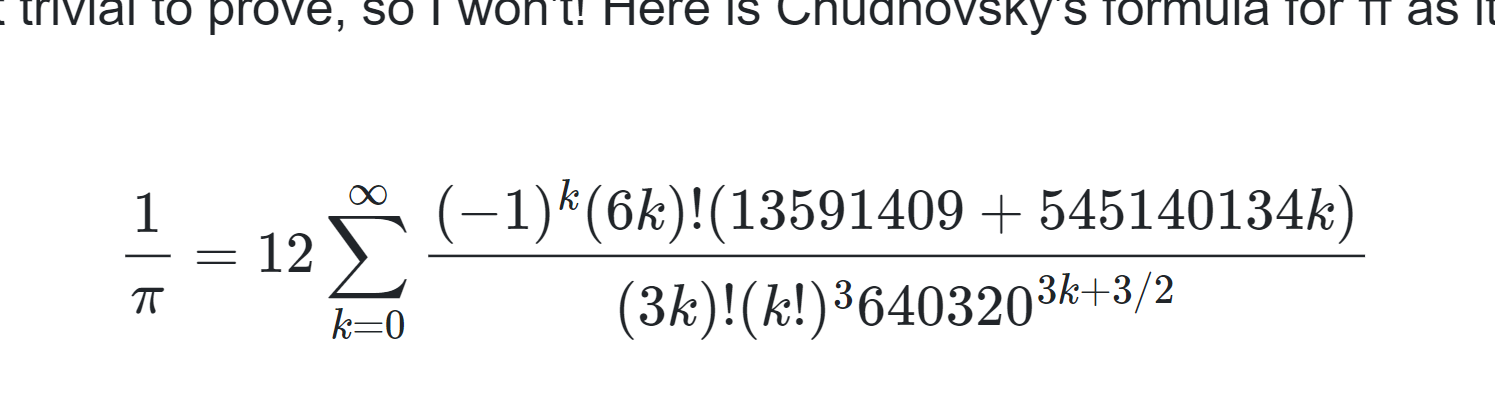 trivial to prove, so I won't! Here is Chudnovsky's formula for π as it
1/π = 12 ∑_{k=0}^{∞} (−1)^k(6k)!(13591409 + 545140134k) / (3k)!(k!)^3 640320^{3k+3/2}